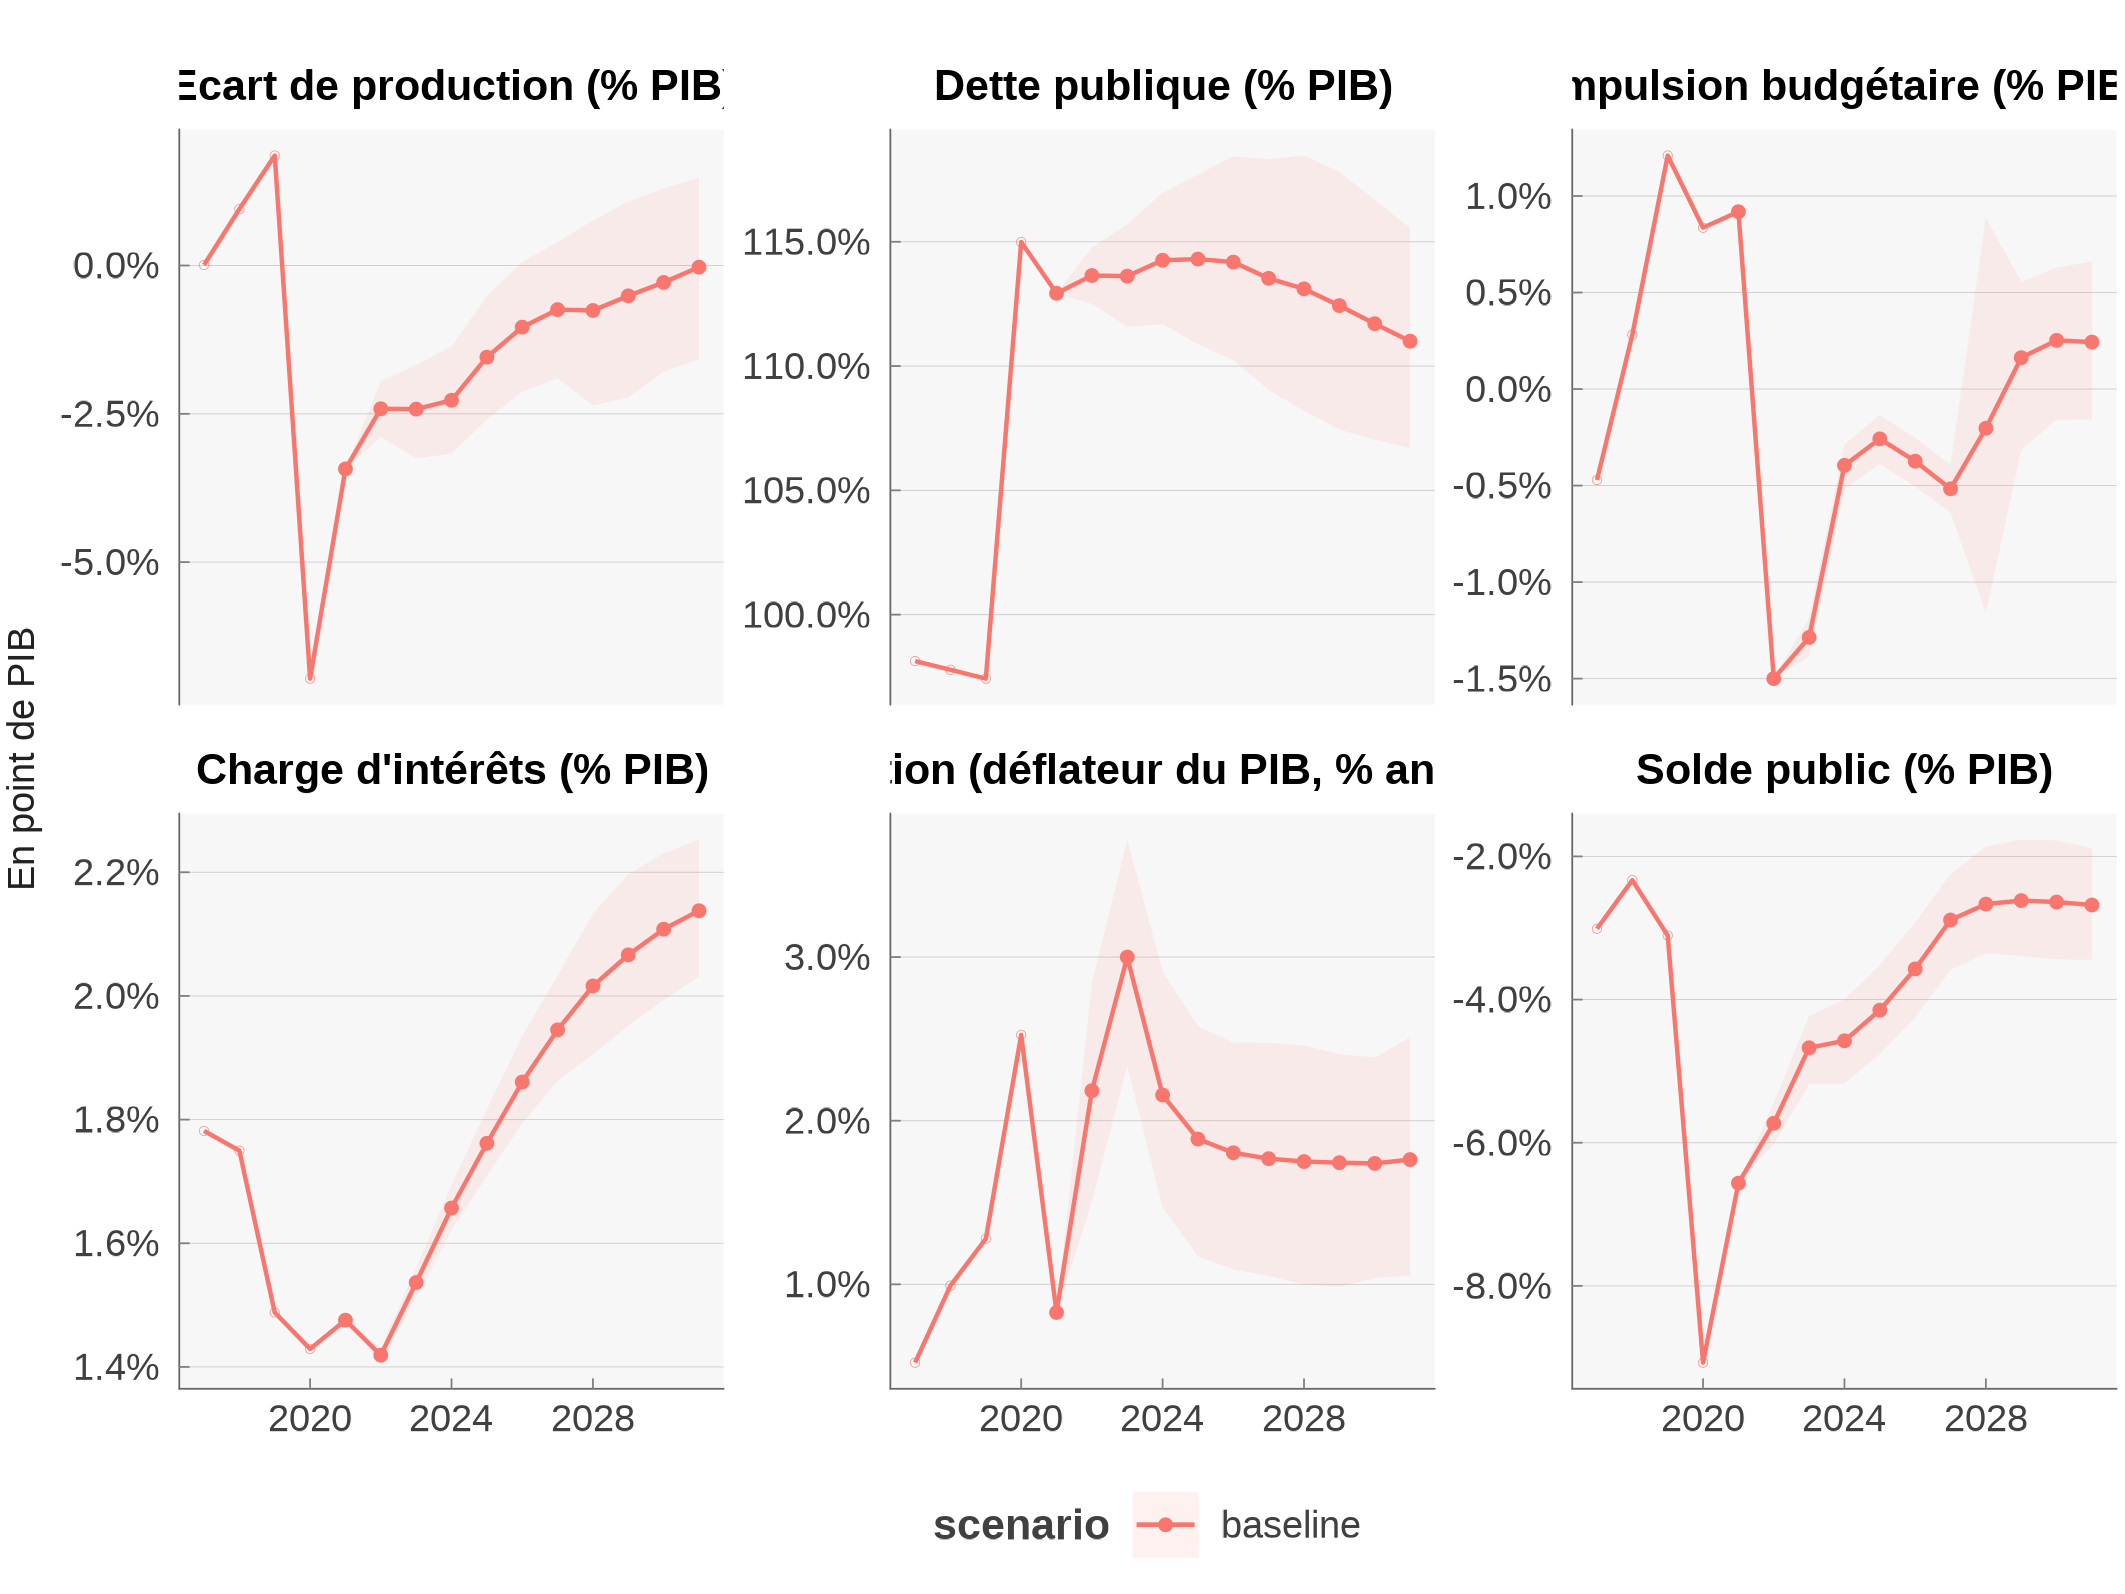 Ecart de production (% PIB)
Dette publique (% PIB)
mpulsion budgétaire (% PIB
0.0%
-2.5%
-5.0%
115.0%
110.0%
105.0%
100.0%
1.0%
0.5%
0.0%
-0.5%
-1.0%
-1.5%
En point de PIB
Charge d'intérêts (% PIB)
tion (déflateur du PIB, % an
Solde public (% PIB)
2.2%
2.0%
1.8%
1.6%
1.4%
3.0%
2.0%
1.0%
-2.0%
-4.0%
-6.0%
-8.0%
2020 2024 2028
2020 2024 2028
2020 2024 2028
scenario baseline